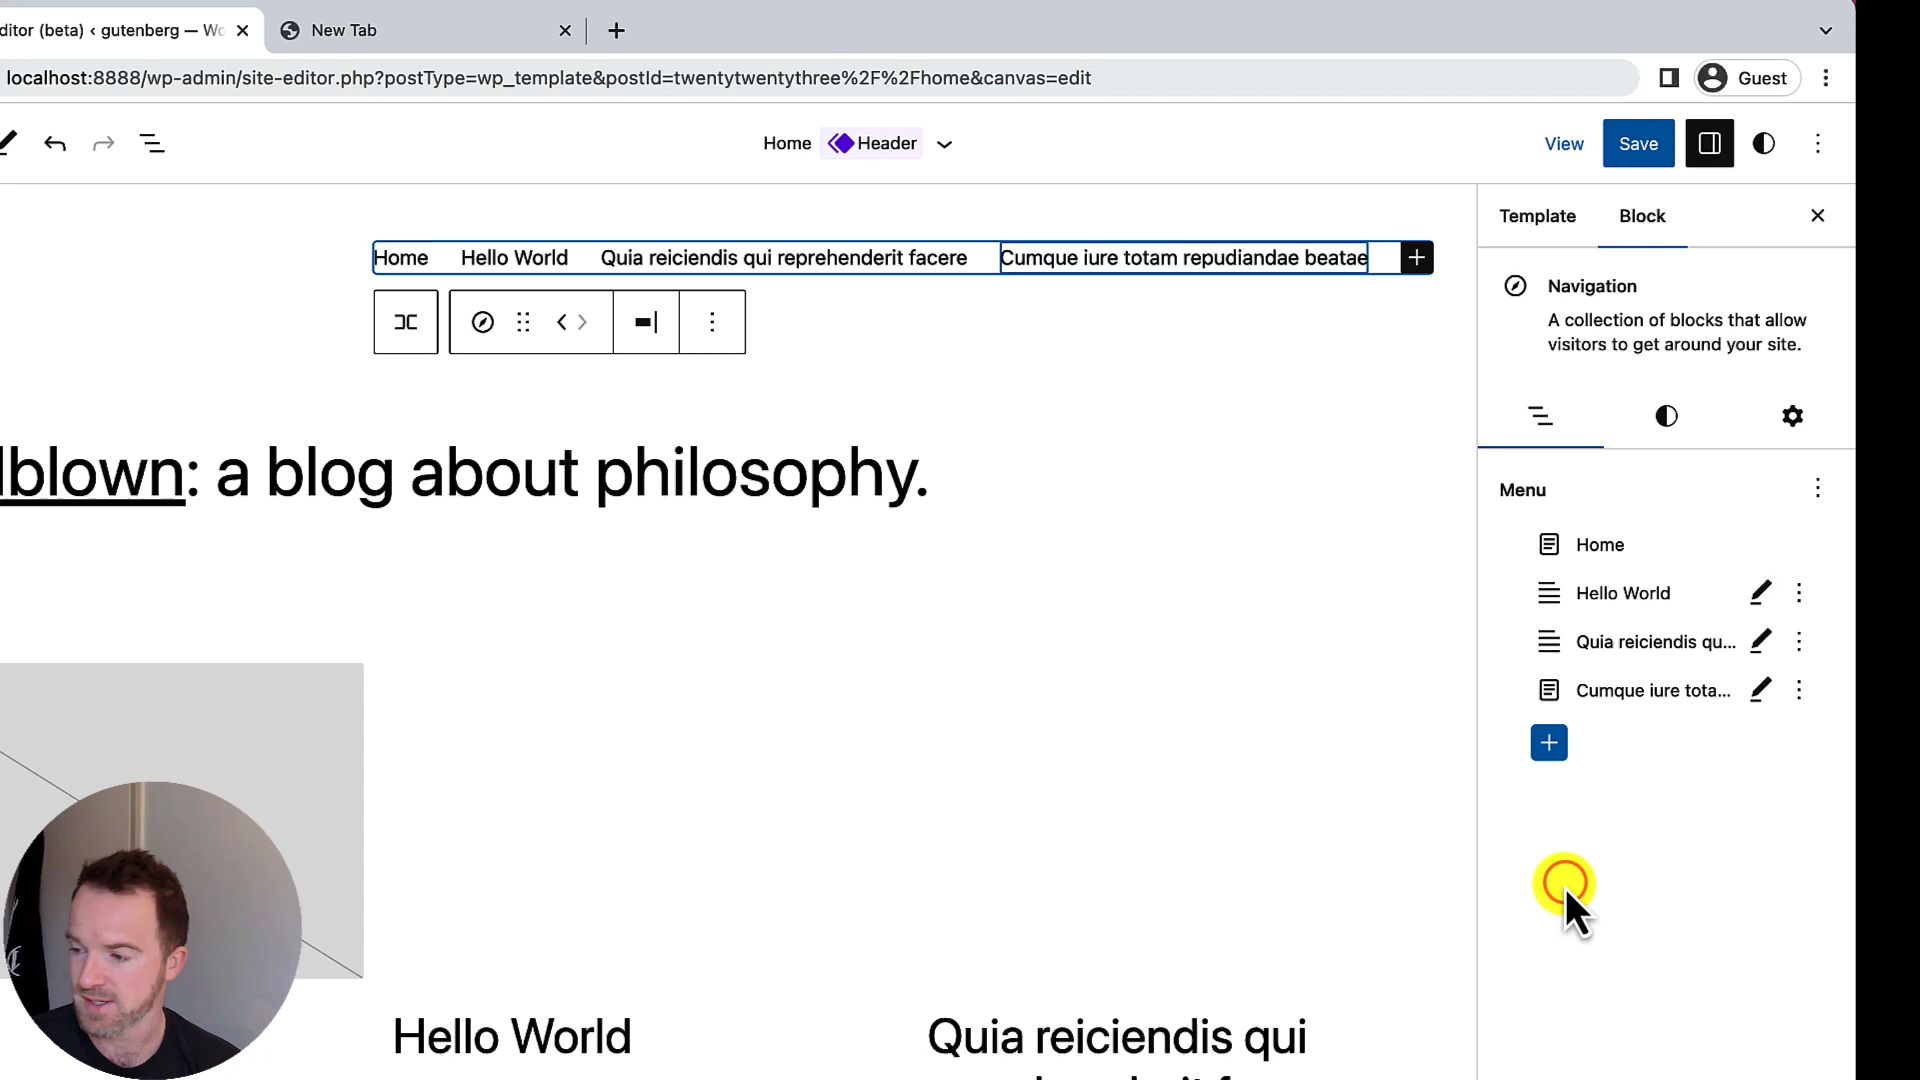 ditor (beta) ‹ gutenberg — Wo
New Tab
localhost:8888/wp-admin/site-editor.php?postType=wp_template&postId=twentytwentythree%2F%2Fhome&canvas=edit
Guest
Home Header
View
Save
Template
Block
Home Hello World Quia reiciendis qui reprehenderit facere Cumque iure totam repudiandae beatae
Navigation
A collection of blocks that allow
visitors to get around your site.
lblown: a blog about philosophy.
Menu
Home
Hello World
Quia reiciendis qu...
Cumque iure tota...
Hello World
Quia reiciendis qui